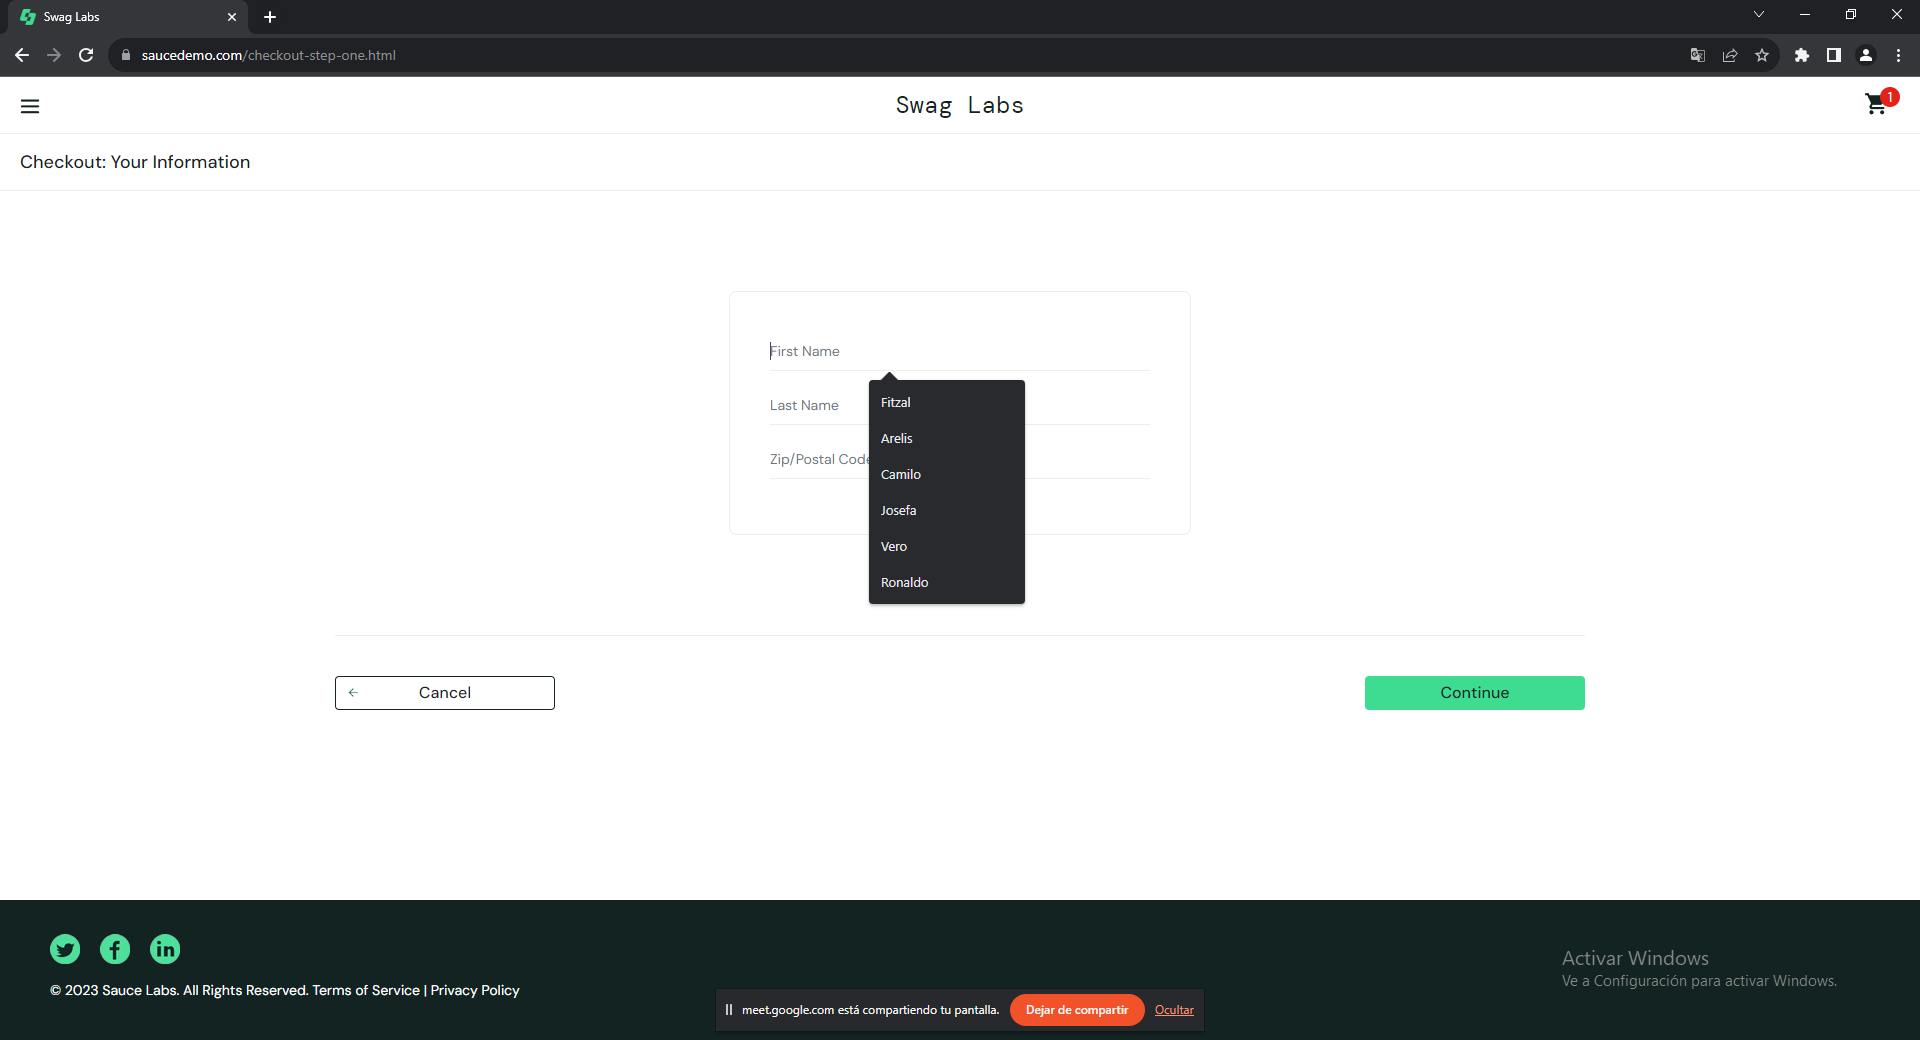 Swag Labs
saucedemo.com/checkout-step-one.html
Swag Labs
1
Checkout: Your Information
First Name
Last Name
Zip/Postal Code
Fitzal
Arelis
Camilo
Josefa
Vero
Ronaldo
Cancel
Continue
© 2023 Sauce Labs. All Rights Reserved. Terms of Service | Privacy Policy
Activar Windows
Ve a Configuración para activar Windows.
meet.google.com está compartiendo tu pantalla.
Dejar de compartir
Ocultar